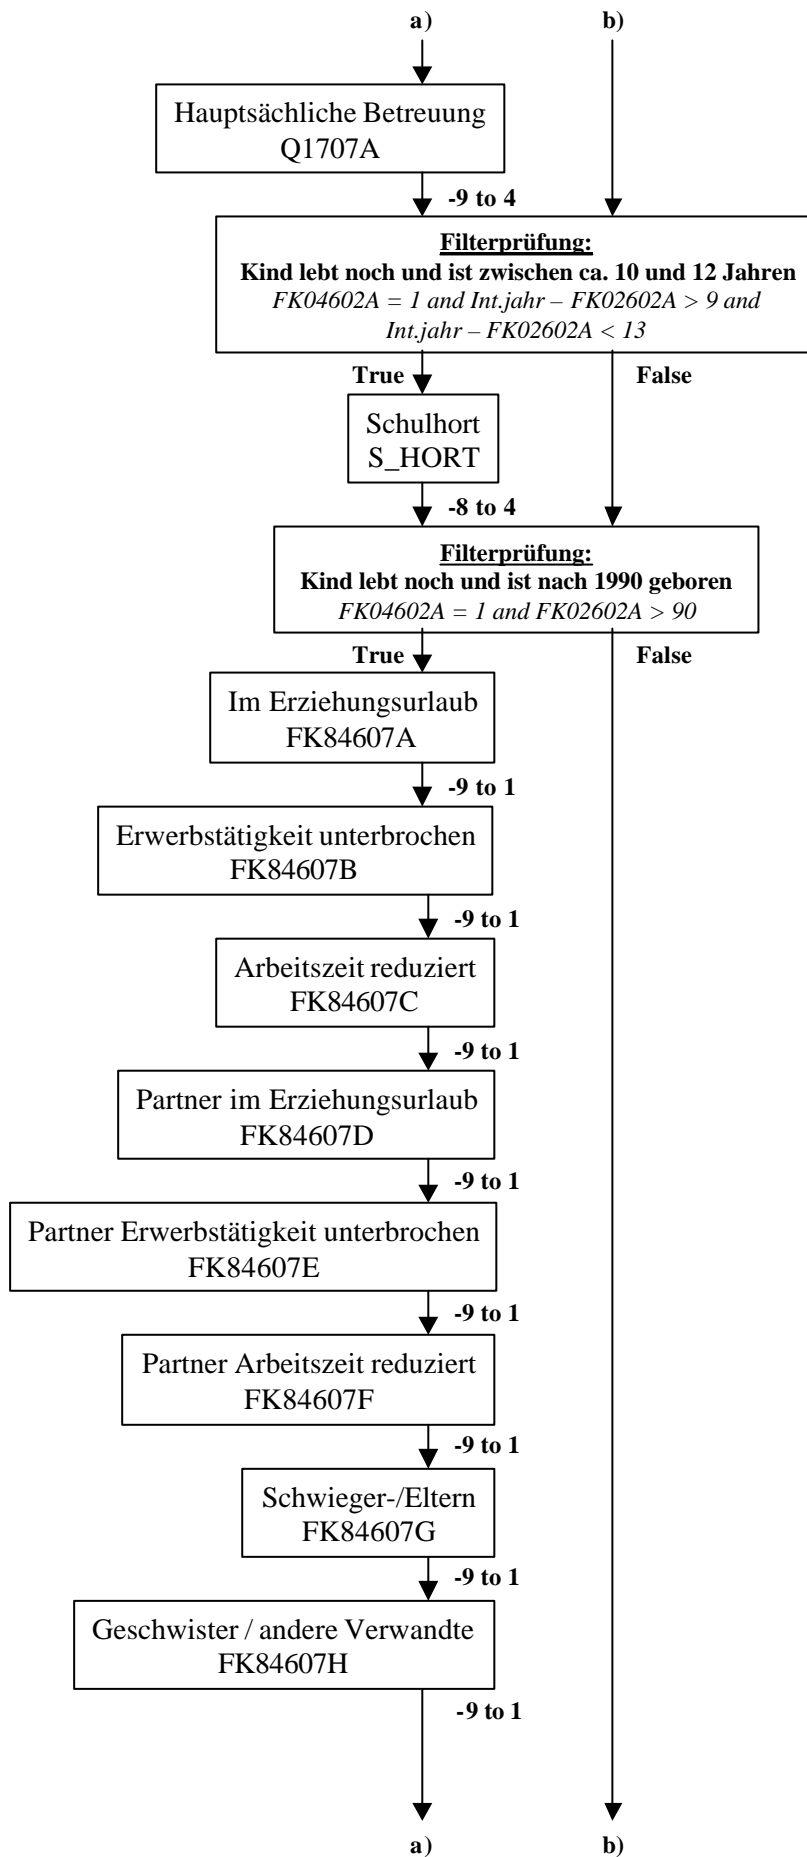 a) b)
Hauptsächliche Betreuung
Q1707A
-9 to 4
Filterprüfung:
Kind lebt noch und ist zwischen ca. 10 und 12 Jahren
FK04602A = 1 and Int.jahr – FK02602A > 9 and
Int.jahr – FK02602A < 13
True False
Schulhort
S_HORT
-8 to 4
Filterprüfung:
Kind lebt noch und ist nach 1990 geboren
FK04602A = 1 and FK02602A > 90
True False
Im Erziehungsurlaub
FK84607A
-9 to 1
Erwerbstätigkeit unterbrochen
FK84607B
-9 to 1
Arbeitszeit reduziert
FK84607C
-9 to 1
Partner im Erziehungsurlaub
FK84607D
-9 to 1
Partner Erwerbstätigkeit unterbrochen
FK84607E
-9 to 1
Partner Arbeitszeit reduziert
FK84607F
-9 to 1
Schwieger-/Eltern
FK84607G
-9 to 1
Geschwister / andere Verwandte
FK84607H
-9 to 1
a) b)